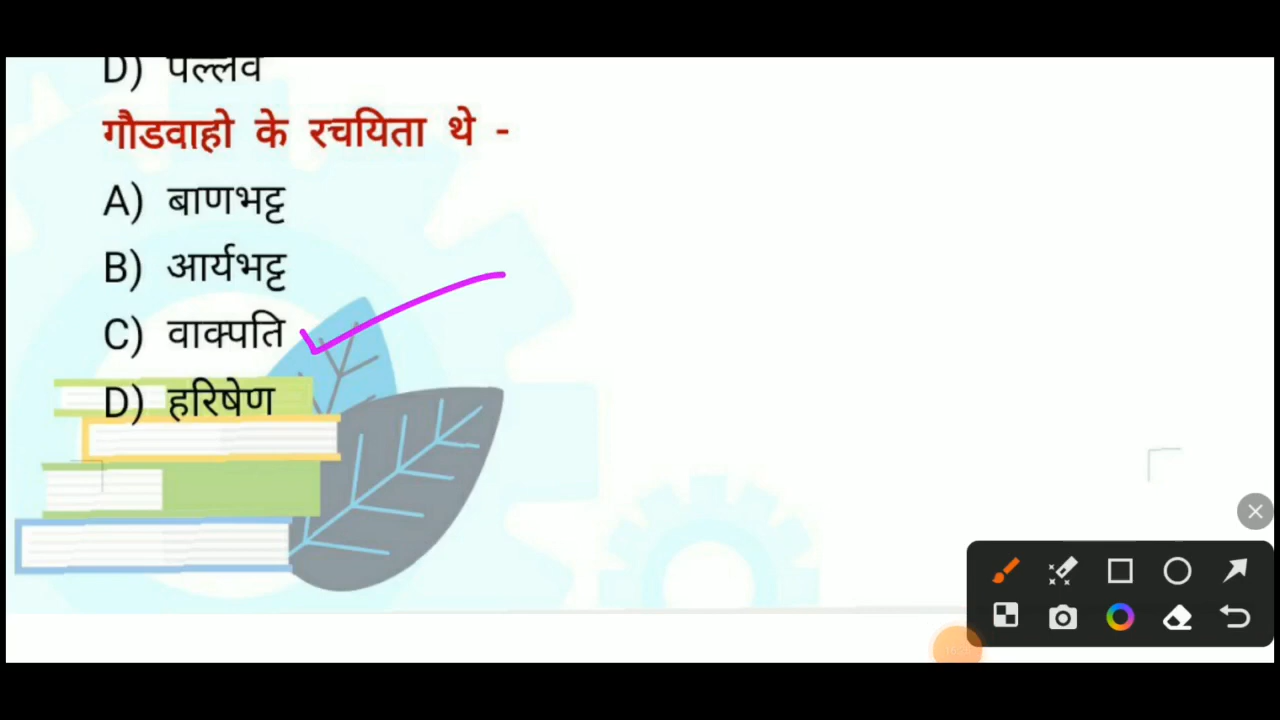 D) पल्लव
गौडवाहो के रचयिता थे -
A) बाणभट्ट
B) आर्यभट्ट
C) वाक्पति
D) हरिषेण